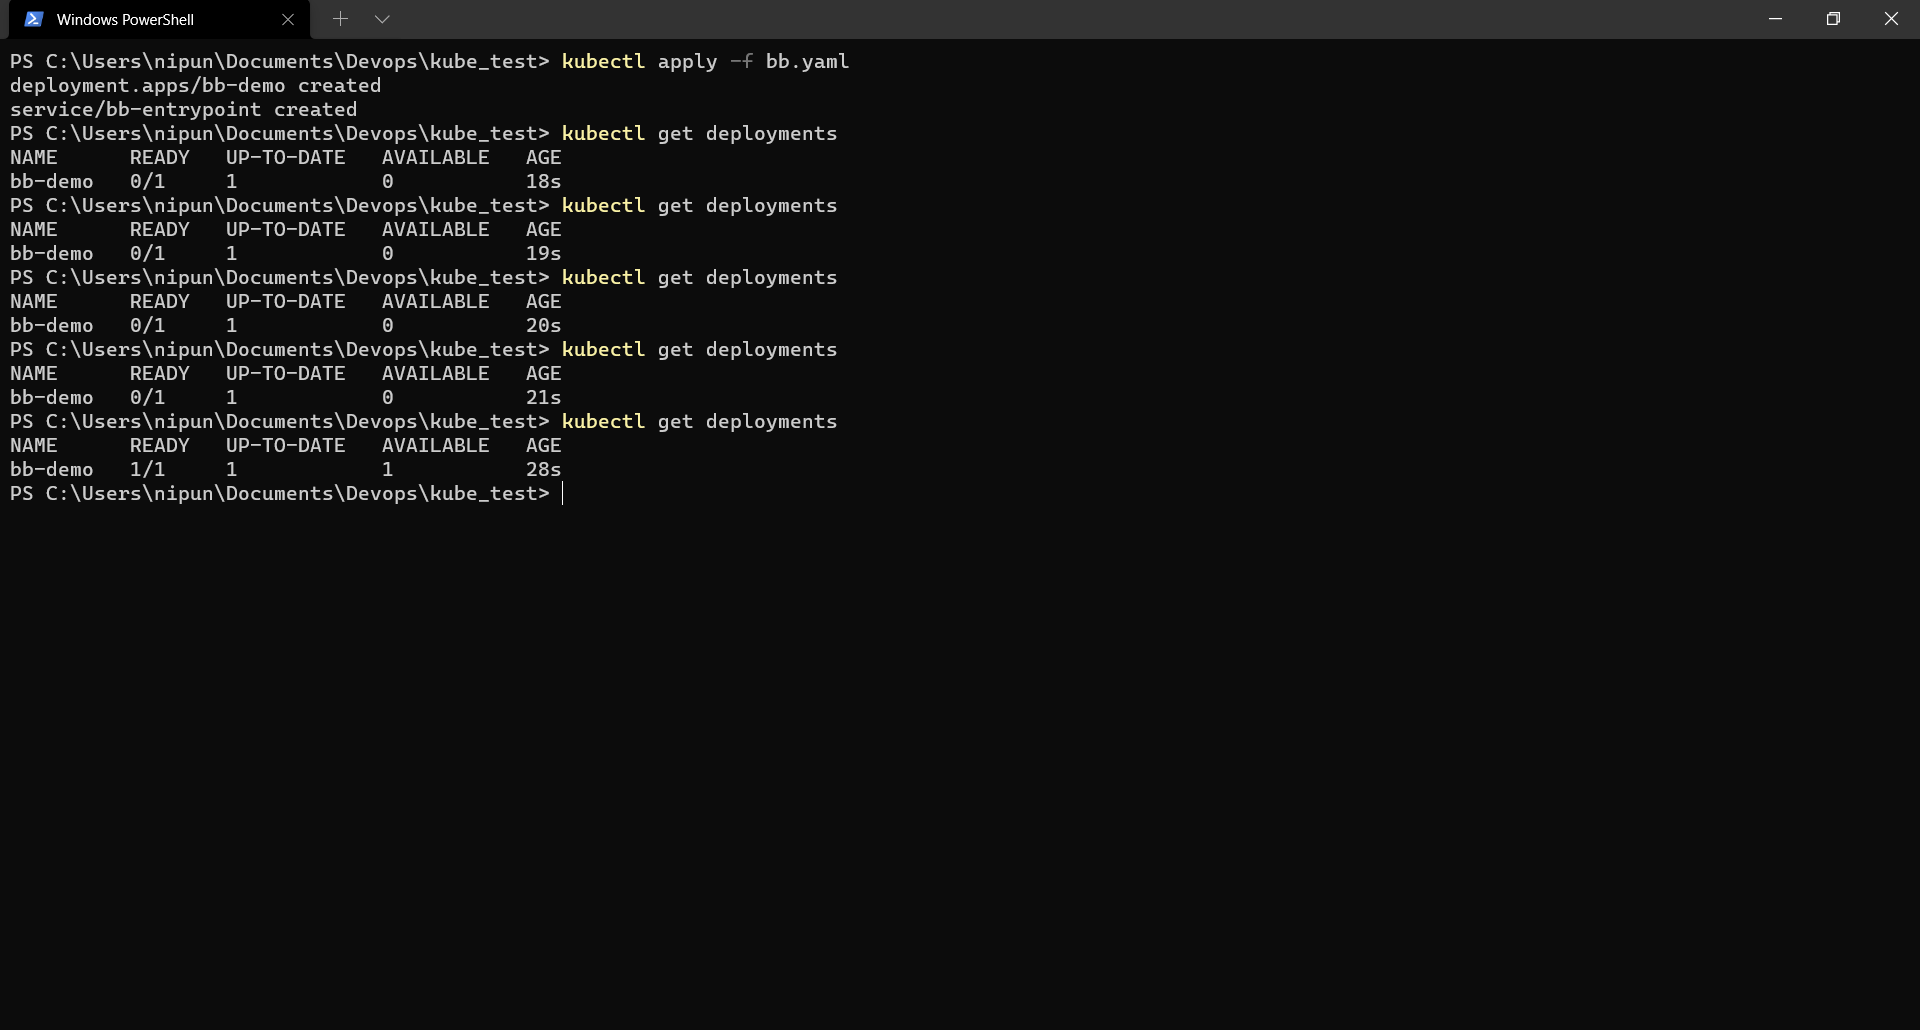 Windows PowerShell
PS C:\Users\nipun\Documents\Devops\kube_test> kubectl apply -f bb.yaml
deployment.apps/bb-demo created
service/bb-entrypoint created
PS C:\Users\nipun\Documents\Devops\kube_test> kubectl get deployments
NAME      READY   UP-TO-DATE   AVAILABLE   AGE
bb-demo   0/1     1            0           18s
PS C:\Users\nipun\Documents\Devops\kube_test> kubectl get deployments
NAME      READY   UP-TO-DATE   AVAILABLE   AGE
bb-demo   0/1     1            0           19s
PS C:\Users\nipun\Documents\Devops\kube_test> kubectl get deployments
NAME      READY   UP-TO-DATE   AVAILABLE   AGE
bb-demo   0/1     1            0           20s
PS C:\Users\nipun\Documents\Devops\kube_test> kubectl get deployments
NAME      READY   UP-TO-DATE   AVAILABLE   AGE
bb-demo   0/1     1            0           21s
PS C:\Users\nipun\Documents\Devops\kube_test> kubectl get deployments
NAME      READY   UP-TO-DATE   AVAILABLE   AGE
bb-demo   1/1     1            1           28s
PS C:\Users\nipun\Documents\Devops\kube_test>